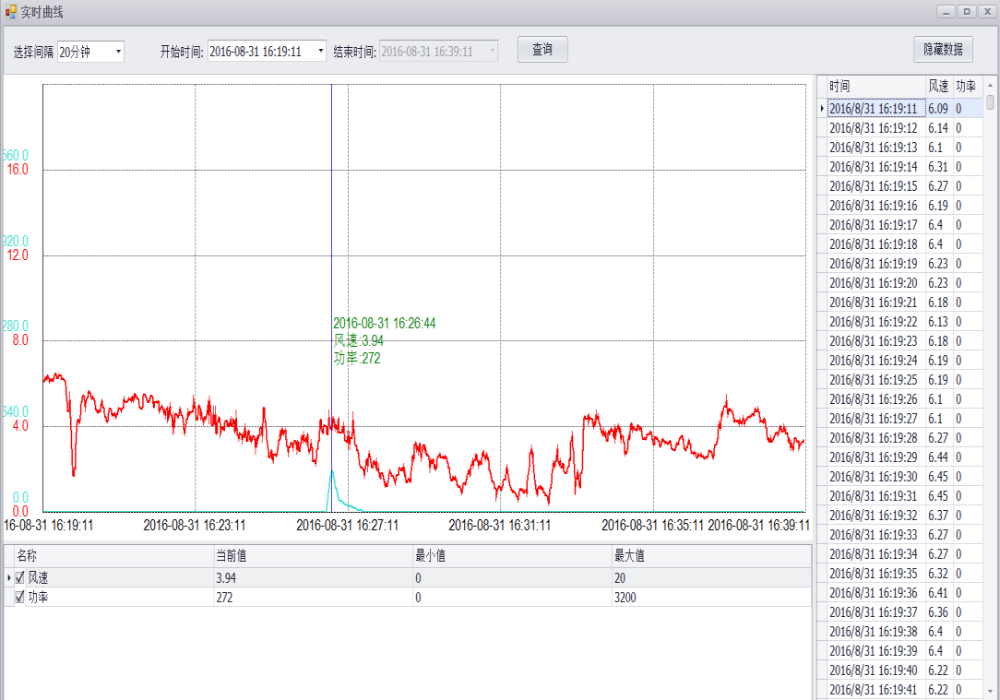 实时曲线
选择间隔 20分钟 开始时间: 2016-08-31 16:19:11 结束时间: 2016-08-31 16:39:11 查询 隐藏数据
560.0
16.0
920.0
12.0
280.0
8.0
640.0
4.0
0.0
0.0
2016-08-31 16:26:44
风速:3.94
功率:272
16-08-31 16:19:11 2016-08-31 16:23:11 2016-08-31 16:27:11 2016-08-31 16:31:11 2016-08-31 16:35:11 2016-08-31 16:39:11
名称 当前值 最小值 最大值
风速 3.94 0 20
功率 272 0 3200
时间 风速 功率
2016/8/31 16:19:11 6.09 0
2016/8/31 16:19:12 6.14 0
2016/8/31 16:19:13 6.1 0
2016/8/31 16:19:14 6.31 0
2016/8/31 16:19:15 6.27 0
2016/8/31 16:19:16 6.19 0
2016/8/31 16:19:17 6.4 0
2016/8/31 16:19:18 6.4 0
2016/8/31 16:19:19 6.23 0
2016/8/31 16:19:20 6.23 0
2016/8/31 16:19:21 6.18 0
2016/8/31 16:19:22 6.13 0
2016/8/31 16:19:23 6.18 0
2016/8/31 16:19:24 6.19 0
2016/8/31 16:19:25 6.19 0
2016/8/31 16:19:26 6.1 0
2016/8/31 16:19:27 6.1 0
2016/8/31 16:19:28 6.27 0
2016/8/31 16:19:29 6.44 0
2016/8/31 16:19:30 6.45 0
2016/8/31 16:19:31 6.45 0
2016/8/31 16:19:32 6.37 0
2016/8/31 16:19:33 6.27 0
2016/8/31 16:19:34 6.27 0
2016/8/31 16:19:35 6.32 0
2016/8/31 16:19:36 6.41 0
2016/8/31 16:19:37 6.36 0
2016/8/31 16:19:38 6.4 0
2016/8/31 16:19:39 6.4 0
2016/8/31 16:19:40 6.22 0
2016/8/31 16:19:41 6.22 0